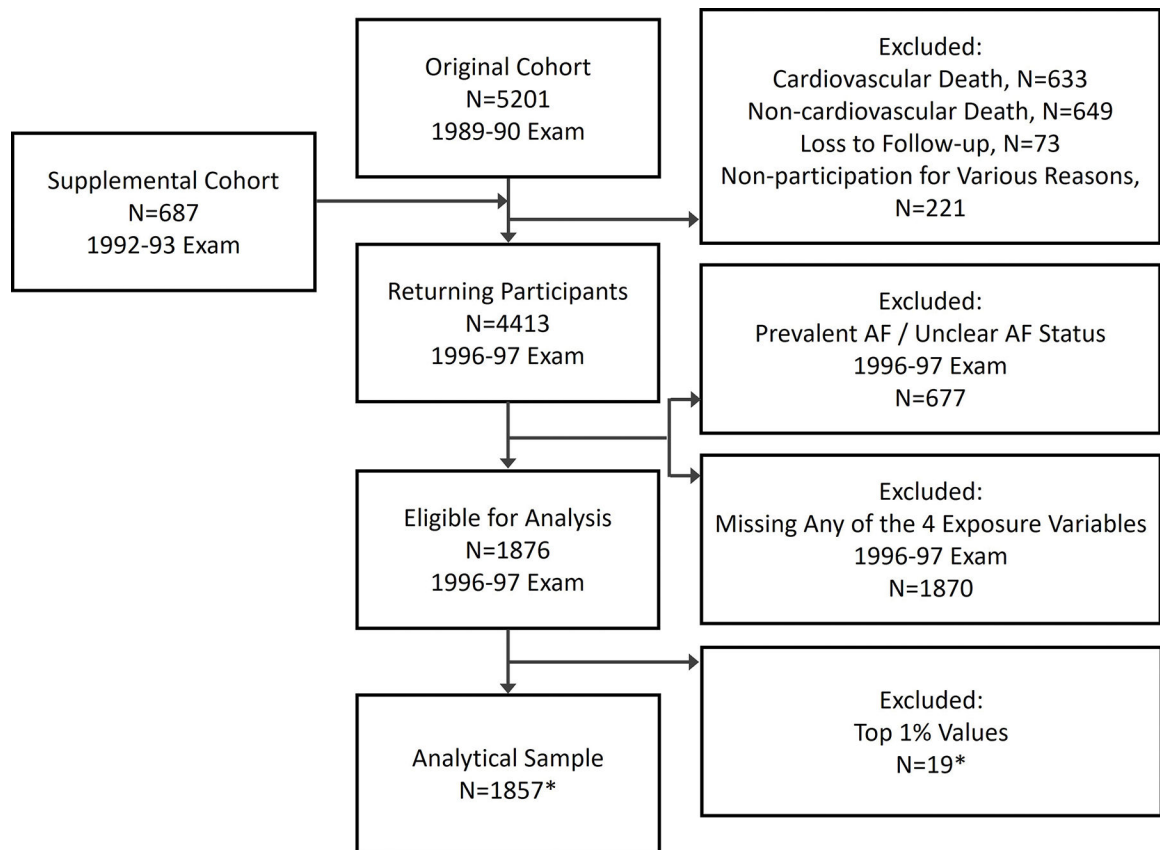 Original Cohort
N=5201
1989-90 Exam
Excluded:
Cardiovascular Death, N=633
Non-cardiovascular Death, N=649
Loss to Follow-up, N=73
Non-participation for Various Reasons,
N=221
Supplemental Cohort
N=687
1992-93 Exam
Returning Participants
N=4413
1996-97 Exam
Excluded:
Prevalent AF / Unclear AF Status
1996-97 Exam
N=677
Excluded:
Missing Any of the 4 Exposure Variables
1996-97 Exam
N=1870
Eligible for Analysis
N=1876
1996-97 Exam
Excluded:
Top 1% Values
N=19*
Analytical Sample
N=1857*